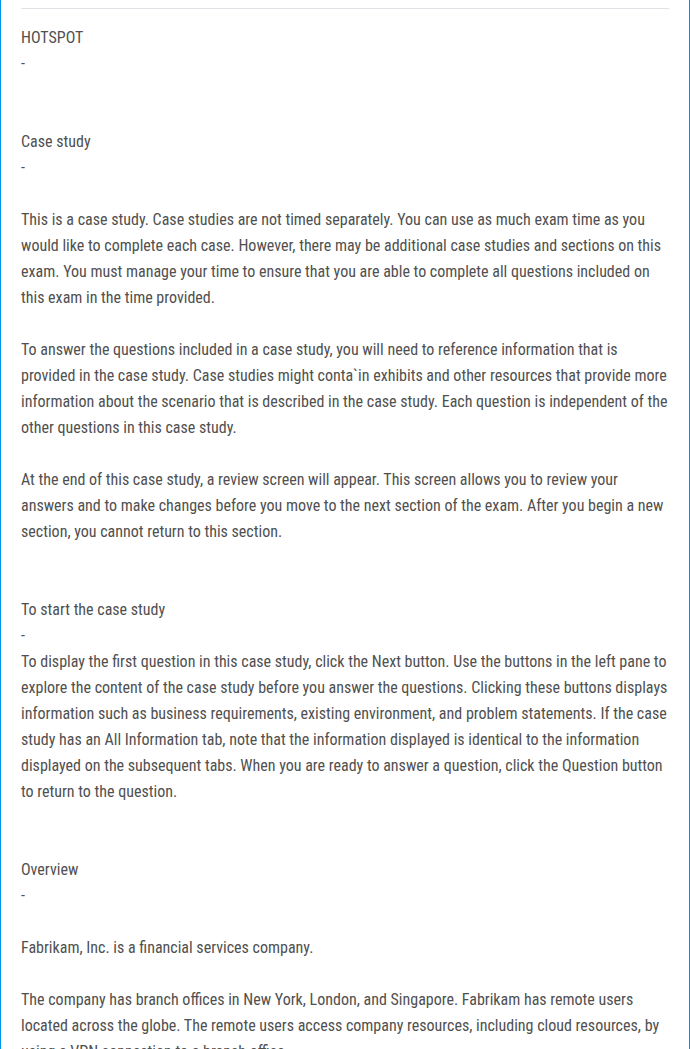 HOTSPOT
-
Case study
-
This is a case study. Case studies are not timed separately. You can use as much exam time as you
would like to complete each case. However, there may be additional case studies and sections on this
exam. You must manage your time to ensure that you are able to complete all questions included on
this exam in the time provided.
To answer the questions included in a case study, you will need to reference information that is
provided in the case study. Case studies might conta`in exhibits and other resources that provide more
information about the scenario that is described in the case study. Each question is independent of the
other questions in this case study.
At the end of this case study, a review screen will appear. This screen allows you to review your
answers and to make changes before you move to the next section of the exam. After you begin a new
section, you cannot return to this section.
To start the case study
-
To display the first question in this case study, click the Next button. Use the buttons in the left pane to
explore the content of the case study before you answer the questions. Clicking these buttons displays
information such as business requirements, existing environment, and problem statements. If the case
study has an All Information tab, note that the information displayed is identical to the information
displayed on the subsequent tabs. When you are ready to answer a question, click the Question button
to return to the question.
Overview
-
Fabrikam, Inc. is a financial services company.
The company has branch offices in New York, London, and Singapore. Fabrikam has remote users
located across the globe. The remote users access company resources, including cloud resources, by
using a VPN connection to a branch office.